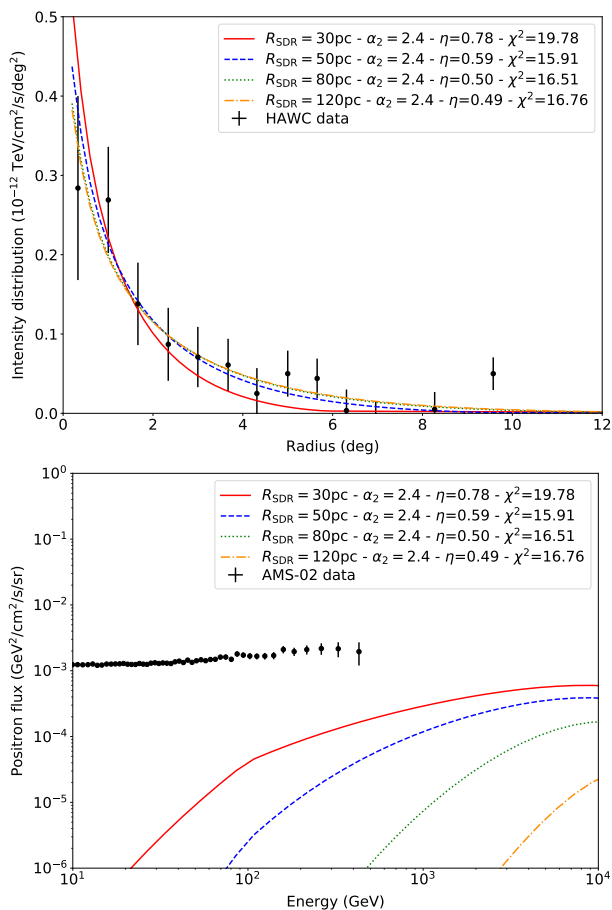 0.5
0.4
0.3
0.2
0.1
0.0
Intensity distribution (10⁻¹² TeV/cm²/s/deg²)
R_SDR = 30pc - α₂ = 2.4 - η=0.78 - χ²=19.78
R_SDR = 50pc - α₂ = 2.4 - η=0.59 - χ²=15.91
R_SDR = 80pc - α₂ = 2.4 - η=0.50 - χ²=16.51
R_SDR = 120pc - α₂ = 2.4 - η=0.49 - χ²=16.76
HAWC data
0 2 4 6 8 10 12
Radius (deg)
10⁰
10⁻¹
10⁻²
10⁻³
10⁻⁴
10⁻⁵
10⁻⁶
Positron flux (GeV²/cm²/s/sr)
R_SDR = 30pc - α₂ = 2.4 - η=0.78 - χ²=19.78
R_SDR = 50pc - α₂ = 2.4 - η=0.59 - χ²=15.91
R_SDR = 80pc - α₂ = 2.4 - η=0.50 - χ²=16.51
R_SDR = 120pc - α₂ = 2.4 - η=0.49 - χ²=16.76
AMS-02 data
10¹ 10² 10³ 10⁴
Energy (GeV)